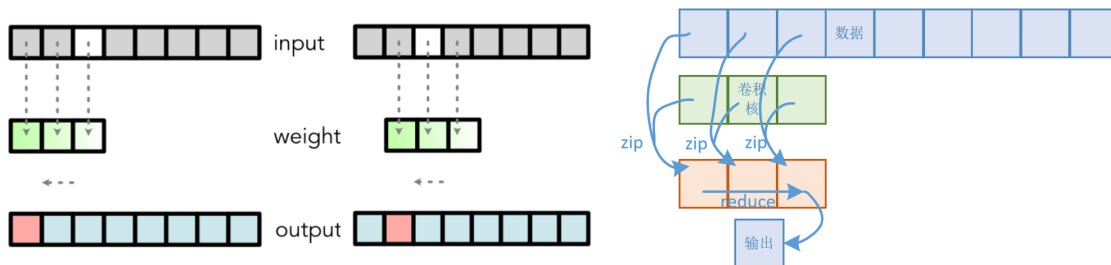 input
weight
output
数据
卷积
核
zip
zip
zip
reduce
输出